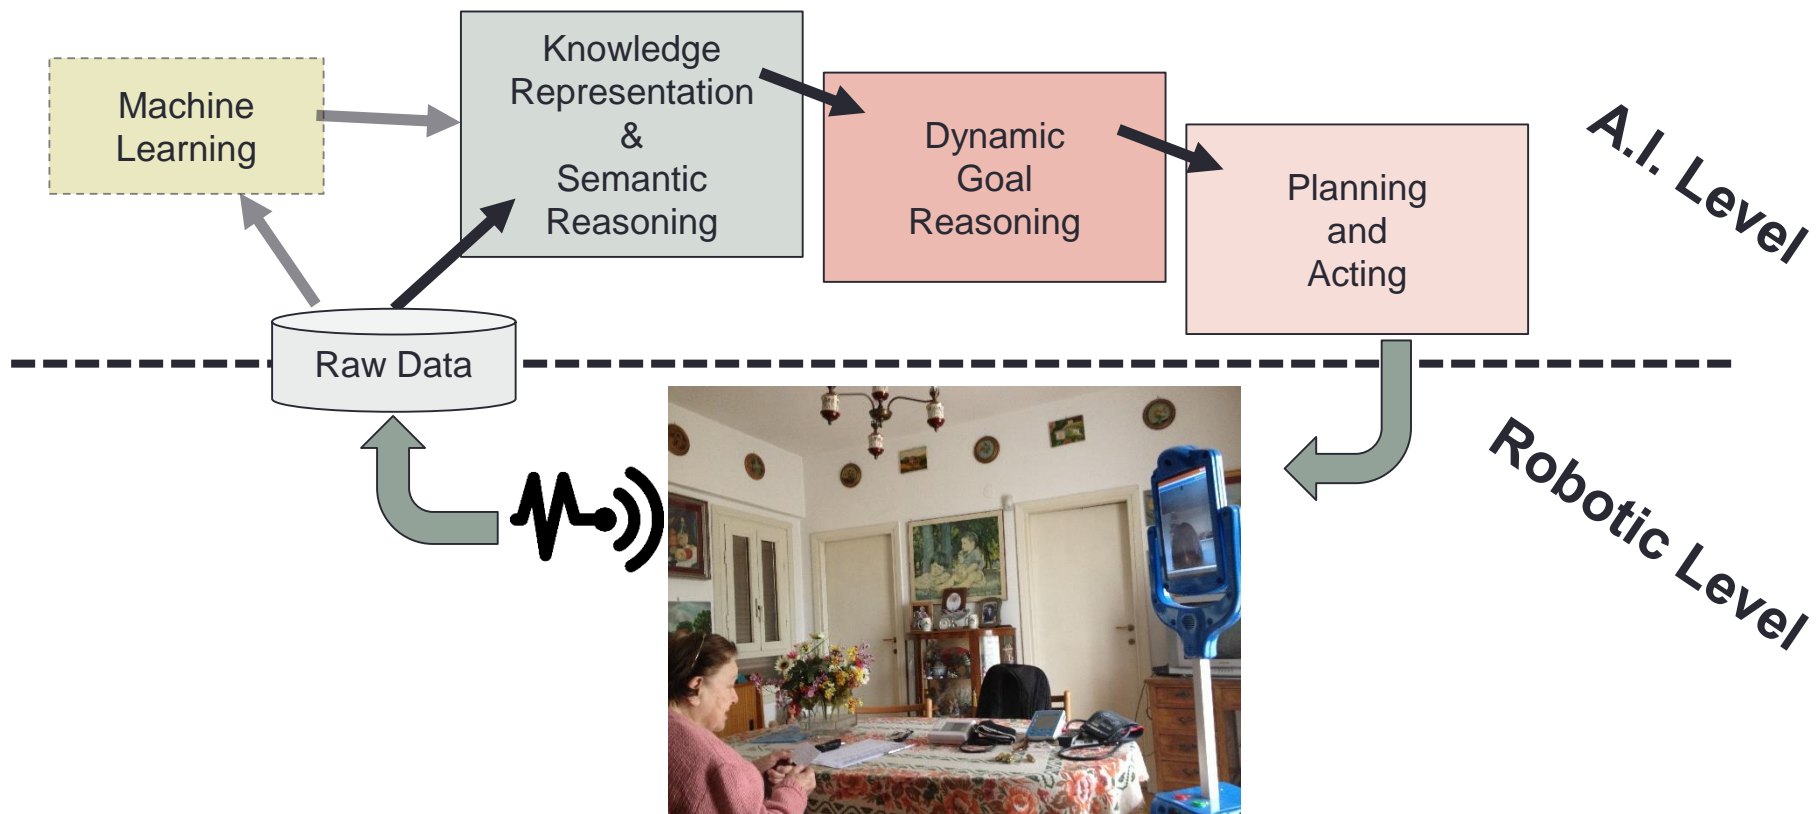 Machine
Learning
Knowledge
Representation
&
Semantic
Reasoning
Dynamic
Goal
Reasoning
Planning
and
Acting
A.I. Level
Raw Data
Robotic Level